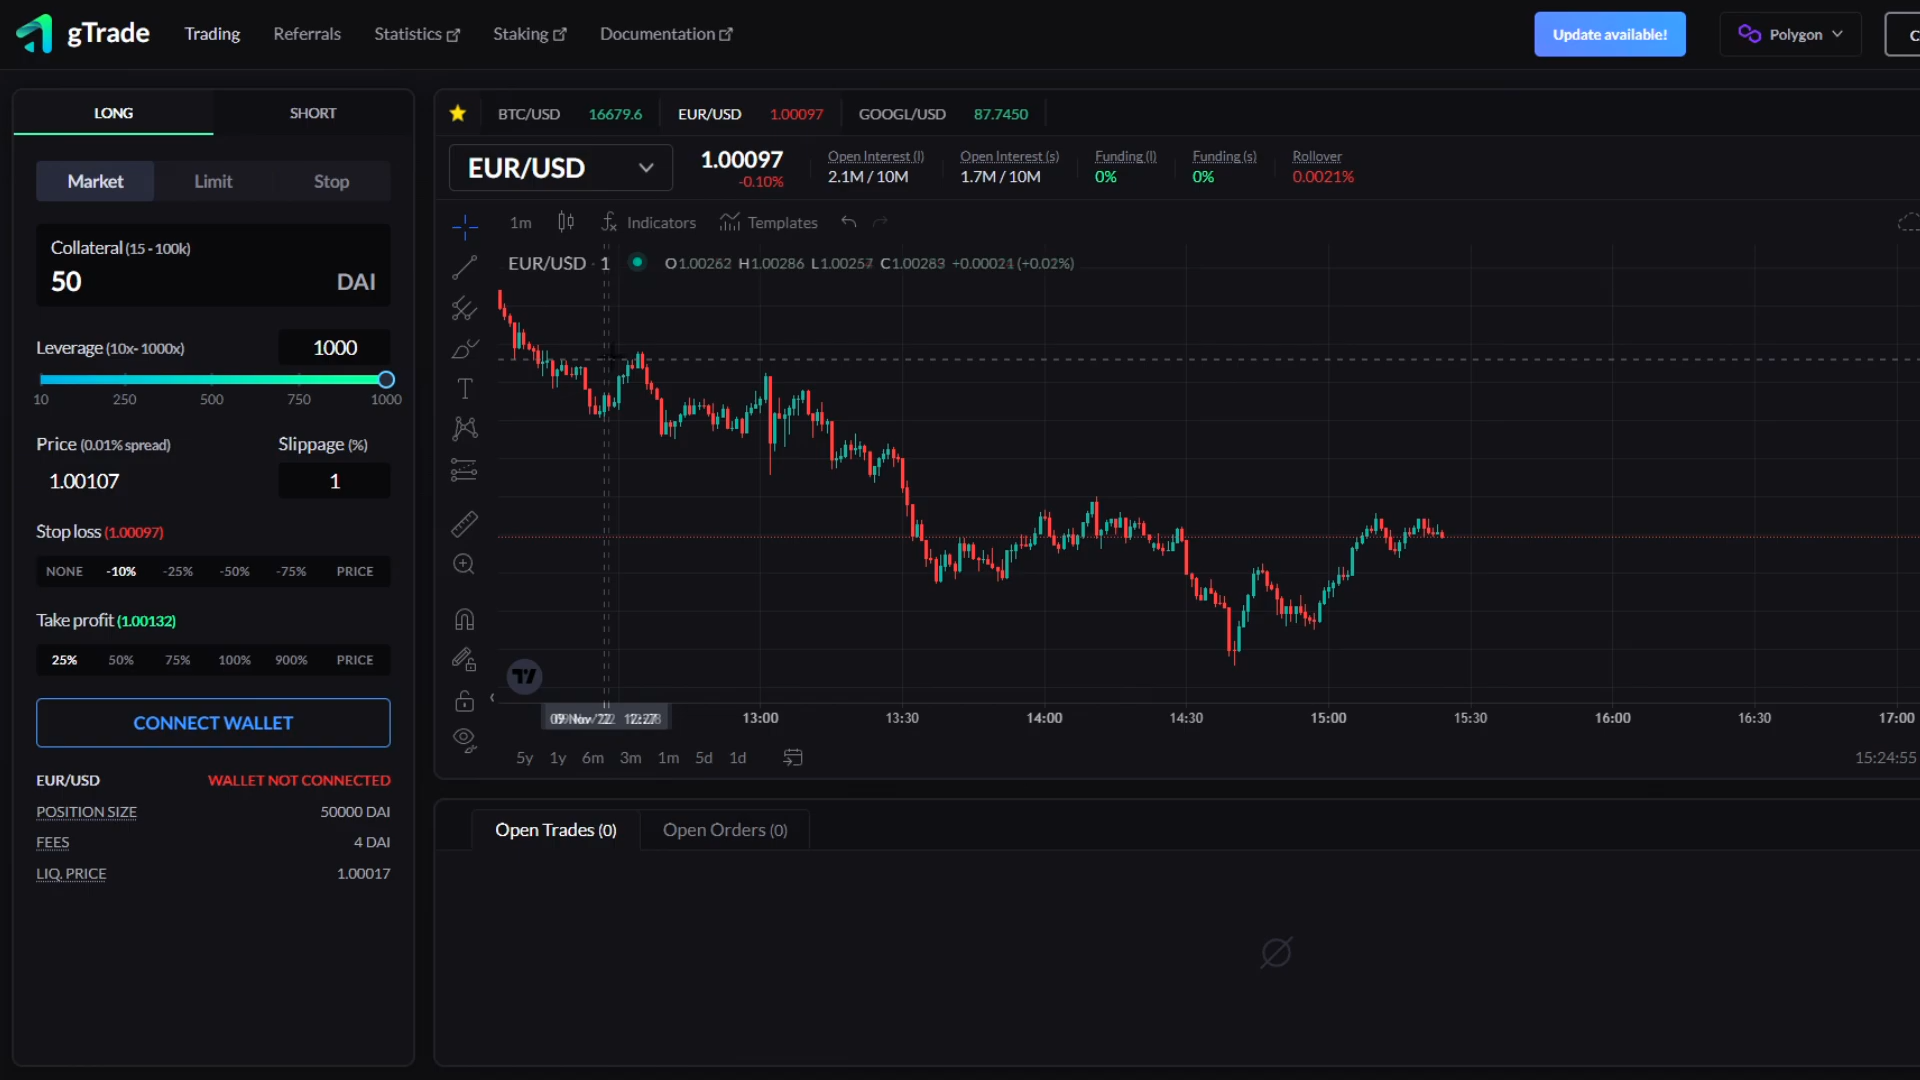 gTrade Trading Referrals Statistics Staking Documentation Update available! Polygon C
LONG SHORT
Market Limit Stop
Collateral (15 - 100k)
50 DAI
Leverage (10x- 1000x) 1000
10 250 500 750 1000
Price (0.01% spread) Slippage (%)
1.00107 1
Stop loss (1.00097)
NONE -10% -25% -50% -75% PRICE
Take profit (1.00132)
25% 50% 75% 100% 900% PRICE
CONNECT WALLET
EUR/USD WALLET NOT CONNECTED
POSITION SIZE 50000 DAI
FEES 4 DAI
LIQ. PRICE 1.00017
BTC/USD 16679.6 EUR/USD 1.00097 GOOGL/USD 87.7450
EUR/USD 1.00097 -0.10%
Open Interest (l) Open Interest (s) Funding (l) Funding (s) Rollover
2.1M / 10M 1.7M / 10M 0% 0% 0.0021%
1m Indicators Templates
EUR/USD · 1 O1.00262 H1.00286 L1.00257 C1.00283 +0.00021 (+0.02%)
09 Nov '22 13:00 13:30 14:00 14:30 15:00 15:30 16:00 16:30 17:00
5y 1y 6m 3m 1m 5d 1d 15:24:55
Open Trades (0) Open Orders (0)